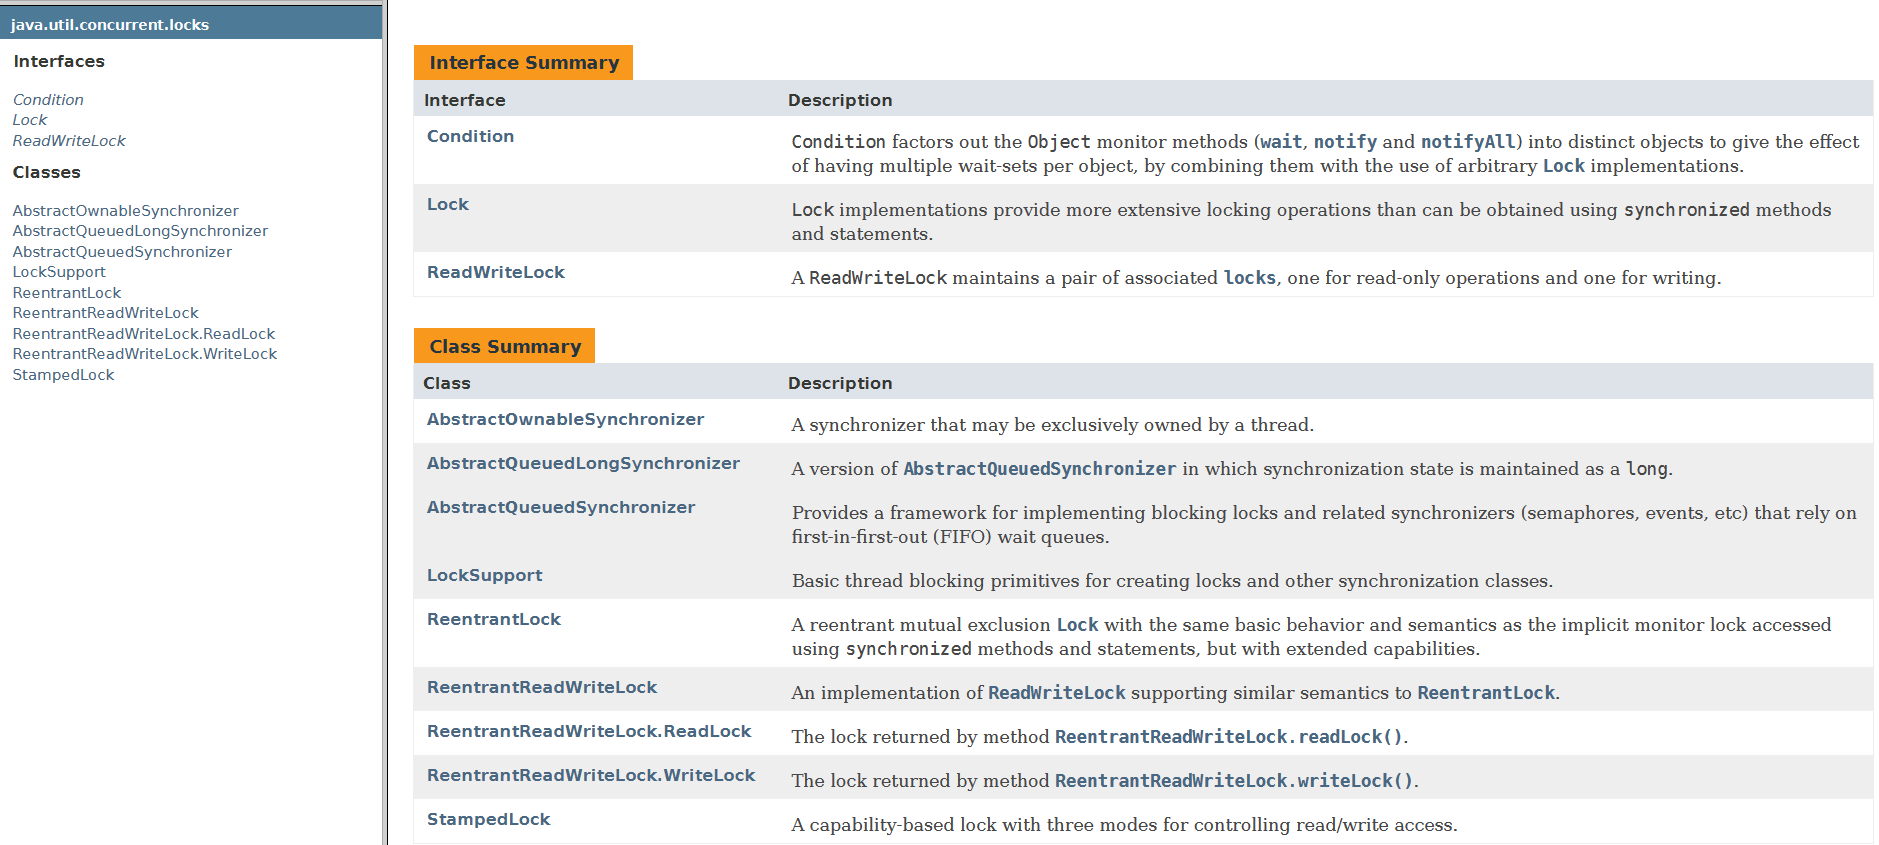 java.util.concurrent.locks
Interfaces
Condition
Lock
ReadWriteLock
Classes
AbstractOwnableSynchronizer
AbstractQueuedLongSynchronizer
AbstractQueuedSynchronizer
LockSupport
ReentrantLock
ReentrantReadWriteLock
ReentrantReadWriteLock.ReadLock
ReentrantReadWriteLock.WriteLock
StampedLock
Interface Summary
Interface Description
Condition Condition factors out the Object monitor methods (wait, notify and notifyAll) into distinct objects to give the effect
of having multiple wait-sets per object, by combining them with the use of arbitrary Lock implementations.
Lock Lock implementations provide more extensive locking operations than can be obtained using synchronized methods
and statements.
ReadWriteLock A ReadWriteLock maintains a pair of associated locks, one for read-only operations and one for writing.
Class Summary
Class Description
AbstractOwnableSynchronizer A synchronizer that may be exclusively owned by a thread.
AbstractQueuedLongSynchronizer A version of AbstractQueuedSynchronizer in which synchronization state is maintained as a long.
AbstractQueuedSynchronizer Provides a framework for implementing blocking locks and related synchronizers (semaphores, events, etc) that rely on
first-in-first-out (FIFO) wait queues.
LockSupport Basic thread blocking primitives for creating locks and other synchronization classes.
ReentrantLock A reentrant mutual exclusion Lock with the same basic behavior and semantics as the implicit monitor lock accessed
using synchronized methods and statements, but with extended capabilities.
ReentrantReadWriteLock An implementation of ReadWriteLock supporting similar semantics to ReentrantLock.
ReentrantReadWriteLock.ReadLock The lock returned by method ReentrantReadWriteLock.readLock().
ReentrantReadWriteLock.WriteLock The lock returned by method ReentrantReadWriteLock.writeLock().
StampedLock A capability-based lock with three modes for controlling read/write access.